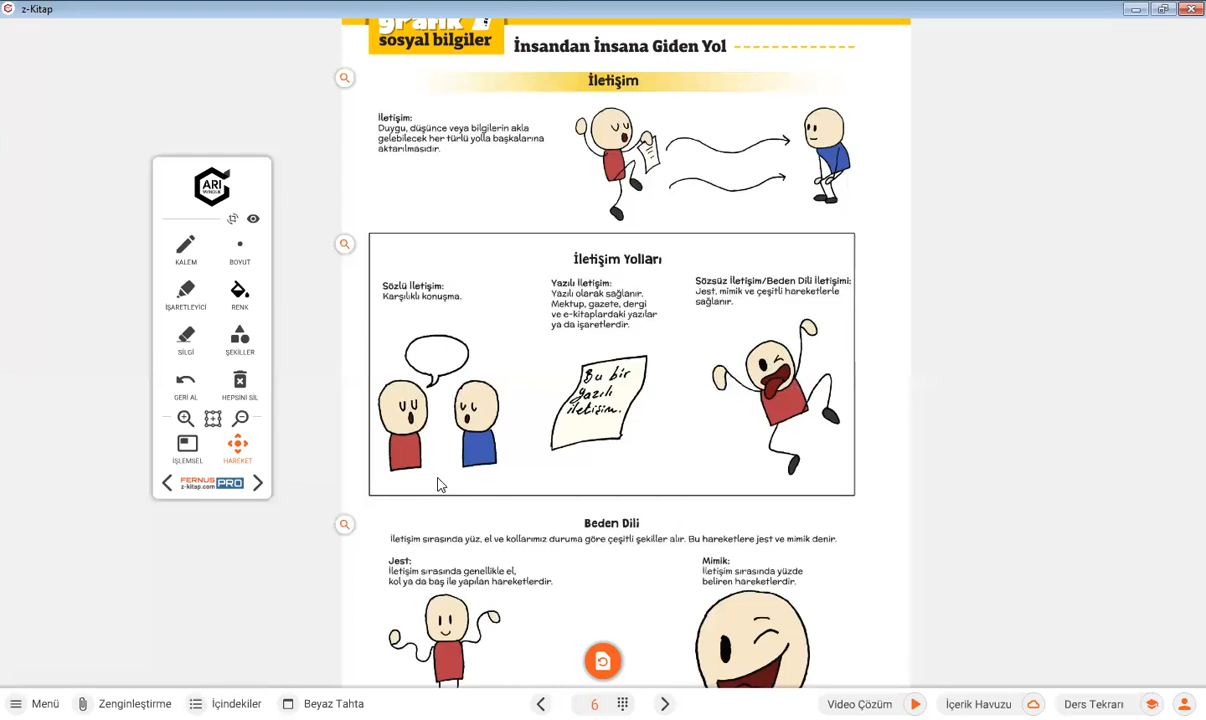 z-Kitap
grafik 7
sosyal bilgiler
İnsandan İnsana Giden Yol
İletişim
İletişim:
Duygu, düşünce veya bilgilerin akla
gelebilecek her türlü yolla başkalarına
aktarılmasıdır.
İletişim Yolları
Sözlü İletişim:
Karşılıklı konuşma.
Yazılı İletişim:
Yazılı olarak sağlanır.
Mektup, gazete, dergi
ve e-kitaplardaki yazılar
ya da işaretlerdir.
Sözsüz İletişim/Beden Dili İletişimi:
Jest, mimik ve çeşitli hareketlerle
sağlanır.
Bu bir
yazılı
iletişim.
Beden Dili
İletişim sırasında yüz, el ve kollarımız duruma göre çeşitli şekiller alır. Bu hareketlere jest ve mimik denir.
Jest:
İletişim sırasında genellikle el,
kol ya da baş ile yapılan hareketlerdir.
Mimik:
İletişim sırasında yüzde
beliren hareketlerdir.
ARI
KALEM
BOYUT
İŞARETLEYİCİ
RENK
SİLGİ
ŞEKİLLER
GERİ AL
HEPSİNİ SİL
İŞLEMSEL
HAREKET
FERNUS PRO
z-kitap.com
Menü
Zenginleştirme
İçindekiler
Beyaz Tahta
6
Video Çözüm
İçerik Havuzu
Ders Tekrarı